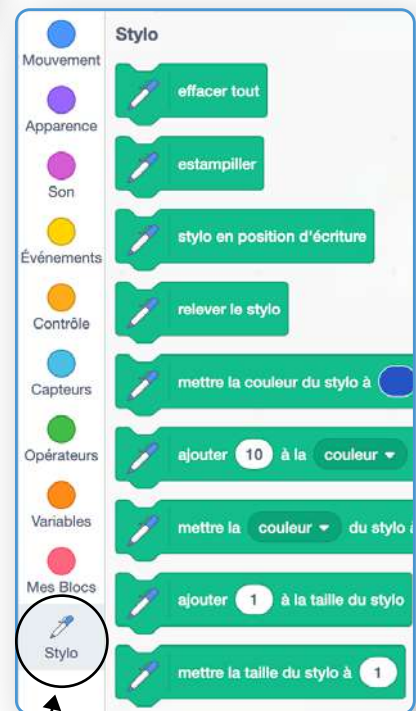 Stylo
Mouvement
Apparence
Son
Événements
Contrôle
Capteurs
Opérateurs
Variables
Mes Blocs
Stylo
effacer tout
estampiller
stylo en position d'écriture
relever le stylo
mettre la couleur du stylo à
ajouter 10 à la couleur
mettre la couleur du stylo à
ajouter 1 à la taille du stylo
mettre la taille du stylo à 1